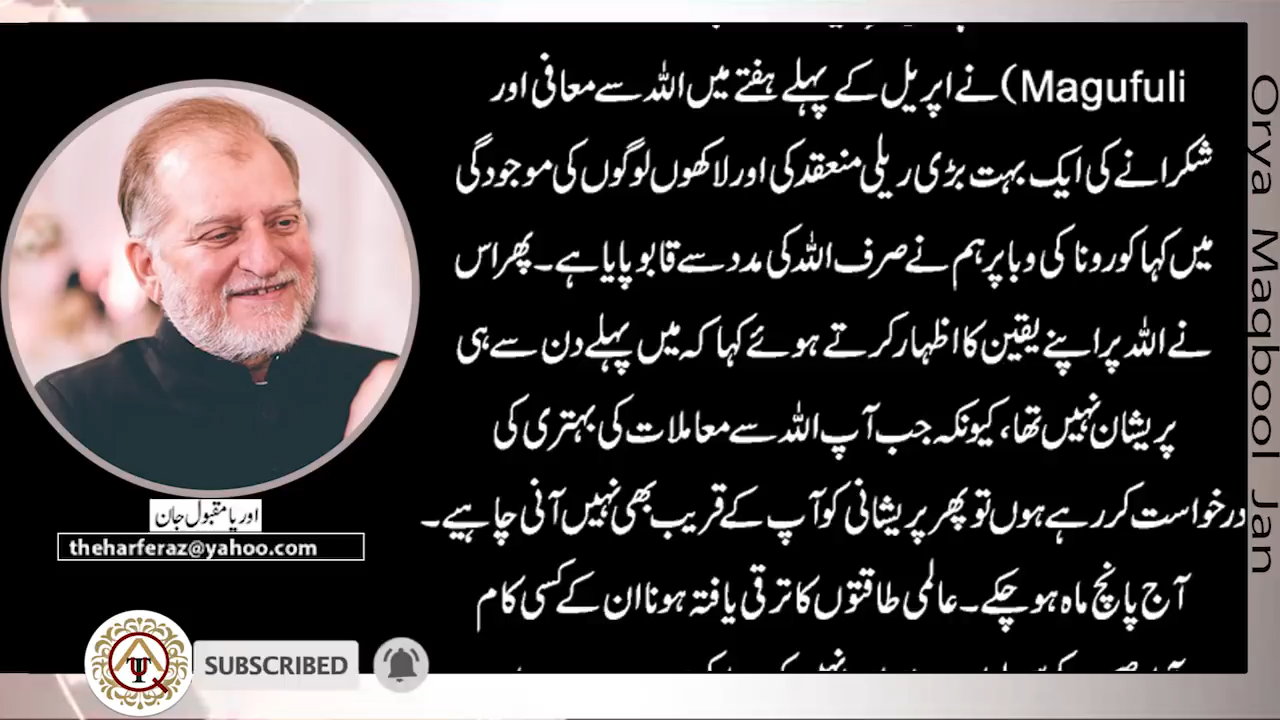 Magufuli) نے اپریل کے پہلے ہفتے میں اللہ سے معافی اور
شکرانے کی ایک بہت بڑی ریلی منعقد کی اور لاکھوں لوگوں کی موجودگی
میں کہا کورونا کی وبا پر ہم نے صرف اللہ کی مدد سے قابو پایا ہے۔ پھر اس
نے اللہ پر اپنے یقین کا اظہار کرتے ہوئے کہا کہ میں پہلے دن سے ہی
پریشان نہیں تھا، کیونکہ جب آپ اللہ سے معاملات کی بہتری کی
درخواست کر رہے ہوں تو پھر پریشانی کو آپ کے قریب بھی نہیں آنی چاہیے۔
آج پانچ ماہ ہو چکے۔ عالمی طاقتوں کا ترقی یافتہ ہونا ان کے کسی کام
اوریا مقبول جان
theharferaz@yahoo.com
SUBSCRIBED
Orya Maqbool Jan